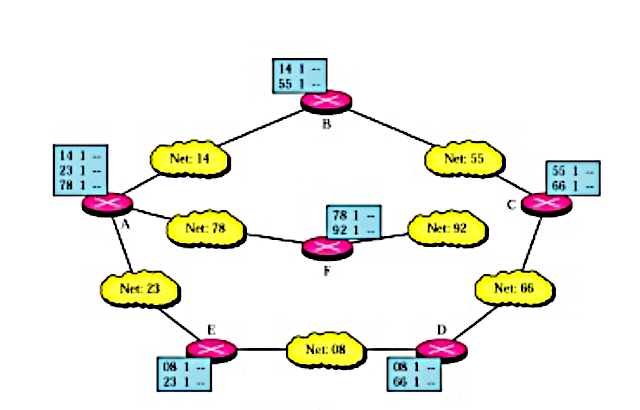 14 1 --
55 1 --
B
14 1 --
23 1 --
78 1 --
Net: 14
Net: 55
55 1 --
66 1 --
A
C
Net: 78
78 1 --
92 1 --
Net: 92
F
Net: 23
Net: 66
E
D
Net: 08
08 1 --
23 1 --
08 1 --
66 1 --